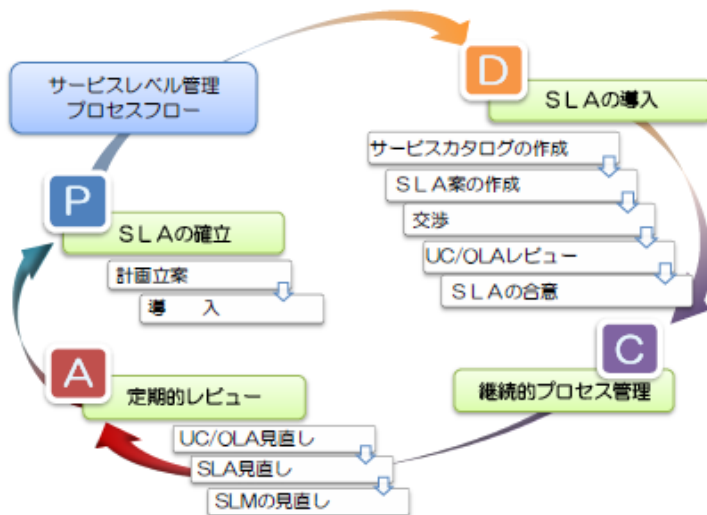 サービスレベル管理
プロセスフロー
P
SLAの確立
計画立案
導 入
D
SLAの導入
サービスカタログの作成
SLA案の作成
交渉
UC/OLAレビュー
SLAの合意
C
継続的プロセス管理
A
定期的レビュー
UC/OLA見直し
SLA見直し
SLMの見直し